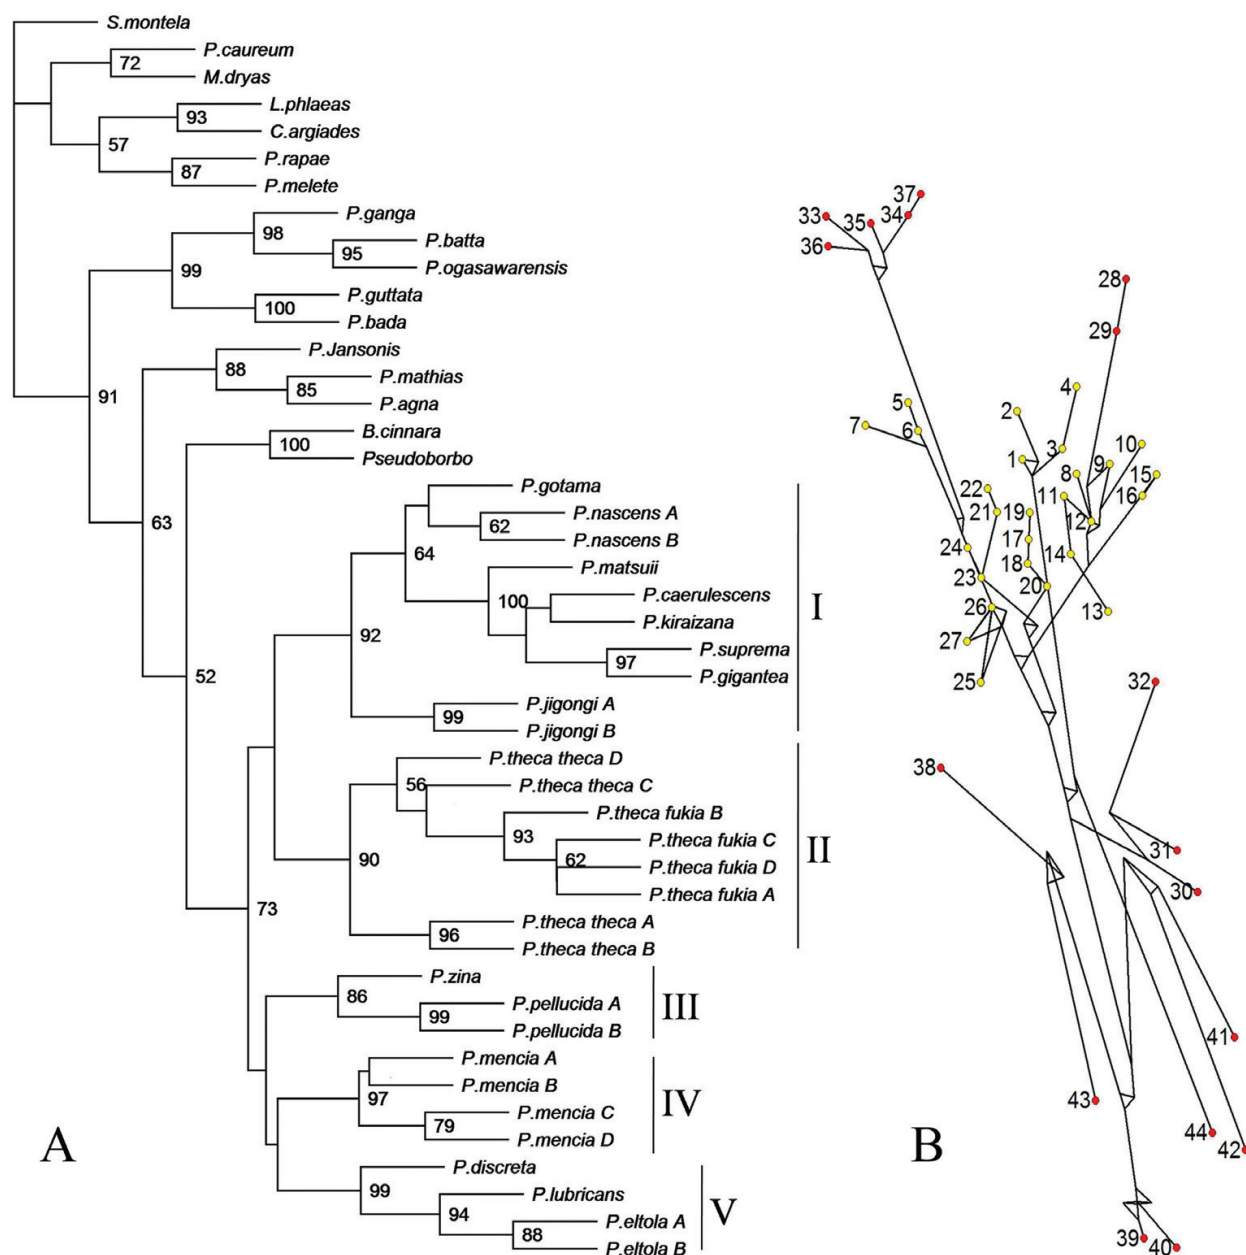 S.montela
P.caureum
72
M.dryas
L.phlaeas
93
C.argiades
57
P.rapae
87
P.melete
P.ganga
98
P.batta
95
P.ogasawarensis
99
P.guttata
100
P.bada
P.Jansonis
88
P.mathias
85
P.agna
91
B.cinnara
100
Pseudoborbo
63
P.gotama
P.nascens A
62
P.nascens B
64
P.matsuii
P.caerulescens
100
P.kiraizana
I
92
P.suprema
97
P.gigantea
52
P.jigongi A
99
P.jigongi B
P.theca theca D
56
P.theca theca C
P.theca fukia B
93
P.theca fukia C
62
P.theca fukia D
II
90
P.theca fukia A
73
P.theca theca A
96
P.theca theca B
P.zina
86
P.pellucida A
III
99
P.pellucida B
P.mencia A
P.mencia B
97
IV
P.mencia C
79
P.mencia D
A
P.discreta
99
P.lubricans
94
V
P.eltola A
88
P.eltola B
37
33
35
34
36
28
29
4
5
2
7
6
3
10
1
8
9
15
22
11
16
21
19
12
17
24
14
18
23
20
26
13
27
25
32
38
31
30
41
43
44
B
42
39
40